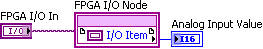 FPGA I/O In
FPGA I/O Node
I/O
I/O Item
Analog Input Value
I16